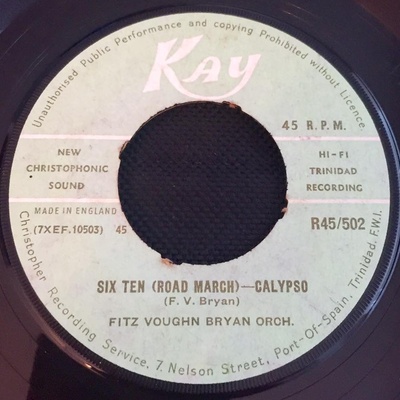 Unauthorised Public Performance and copying Prohibited without Licence
Kay
45 R.P.M.
NEW
CHRISTOPHONIC
SOUND
HI-FI
TRINIDAD
RECORDING
MADE IN ENGLAND
(7XEF.10503) 45
R45/502
SIX TEN (ROAD MARCH)—CALYPSO
(F. V. Bryan)
FITZ VOUGHN BRYAN ORCH.
Christopher Recording Service, 7, Nelson Street, Port-Of-Spain, Trinidad, F.W.I.